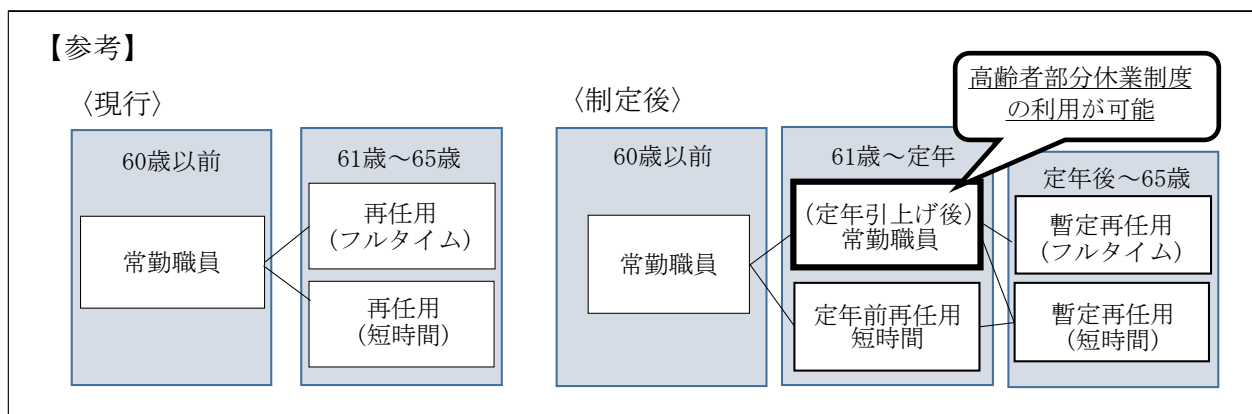 【参考】
〈現行〉
60歳以前
常勤職員
61歳～65歳
再任用
(フルタイム)
再任用
(短時間)
〈制定後〉
高齢者部分休業制度
の利用が可能
60歳以前
常勤職員
61歳～定年
(定年引上げ後)
常勤職員
定年前再任用
短時間
定年後～65歳
暫定再任用
(フルタイム)
暫定再任用
(短時間)